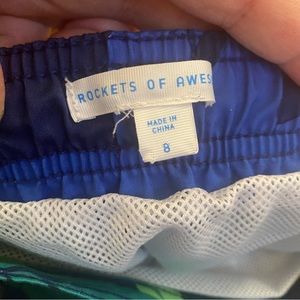 ROCKETS OF AWES
MADE IN
CHINA
8